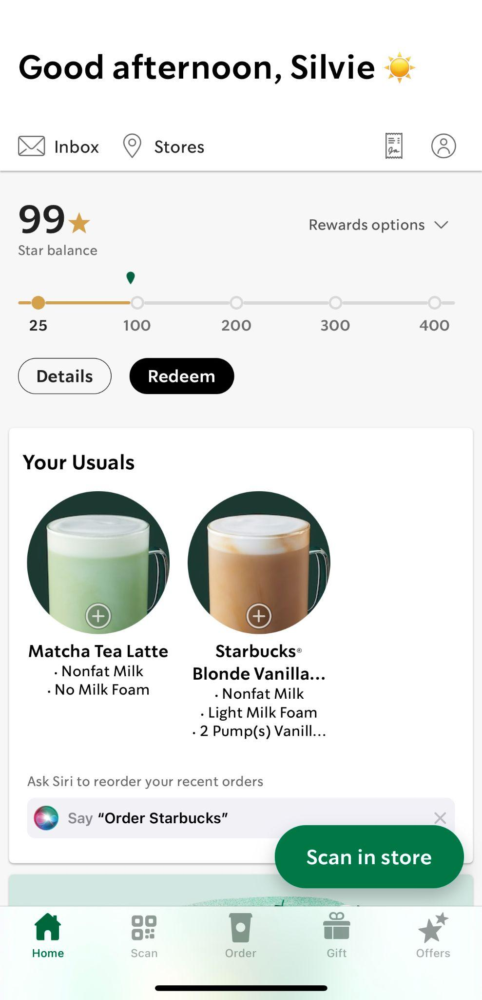 Good afternoon, Silvie
Inbox
Stores
99
Rewards options
Star balance
25
100
200
300
400
Details
Redeem
Your Usuals
Matcha Tea Latte
• Nonfat Milk
• No Milk Foam
Starbucks®
Blonde Vanilla...
• Nonfat Milk
• Light Milk Foam
• 2 Pump(s) Vanill...
Ask Siri to reorder your recent orders
Say “Order Starbucks”
Scan in store
Home
Scan
Order
Gift
Offers